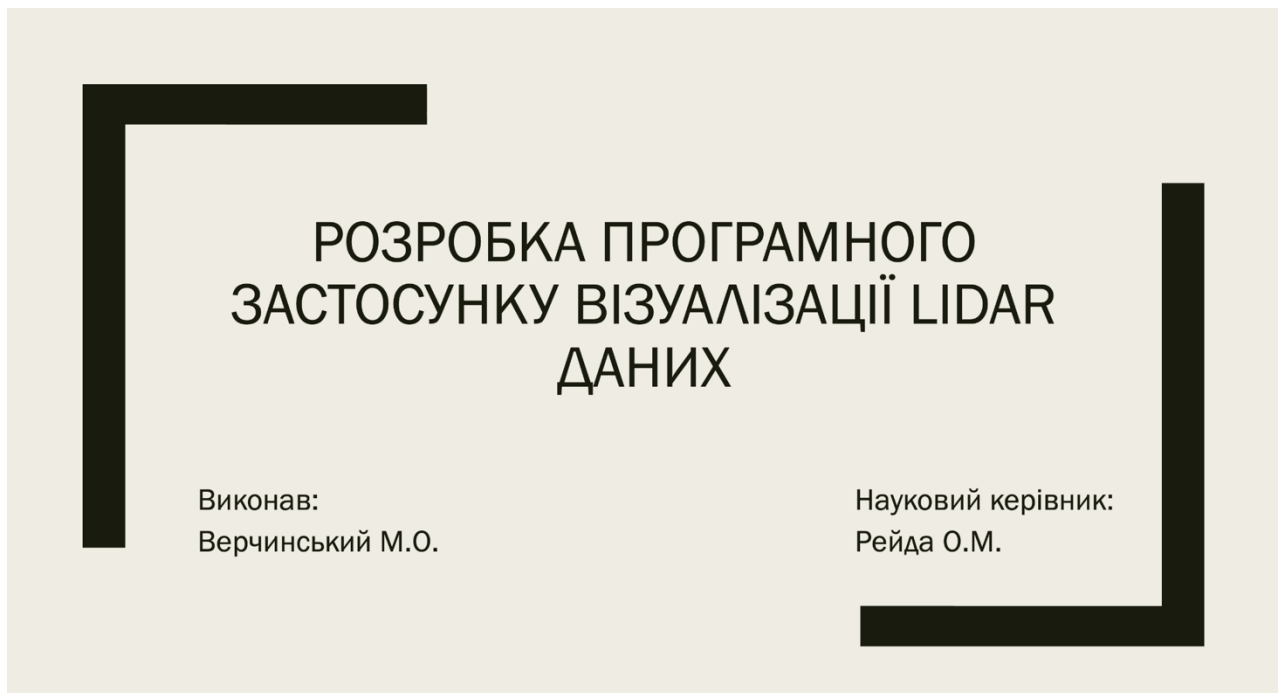 РОЗРОБКА ПРОГРАМНОГО
ЗАСТОСУНКУ ВІЗУАЛІЗАЦІЇ LIDAR
ДАНИХ
Виконав:
Верчинський М.О.
Науковий керівник:
Рейда О.М.